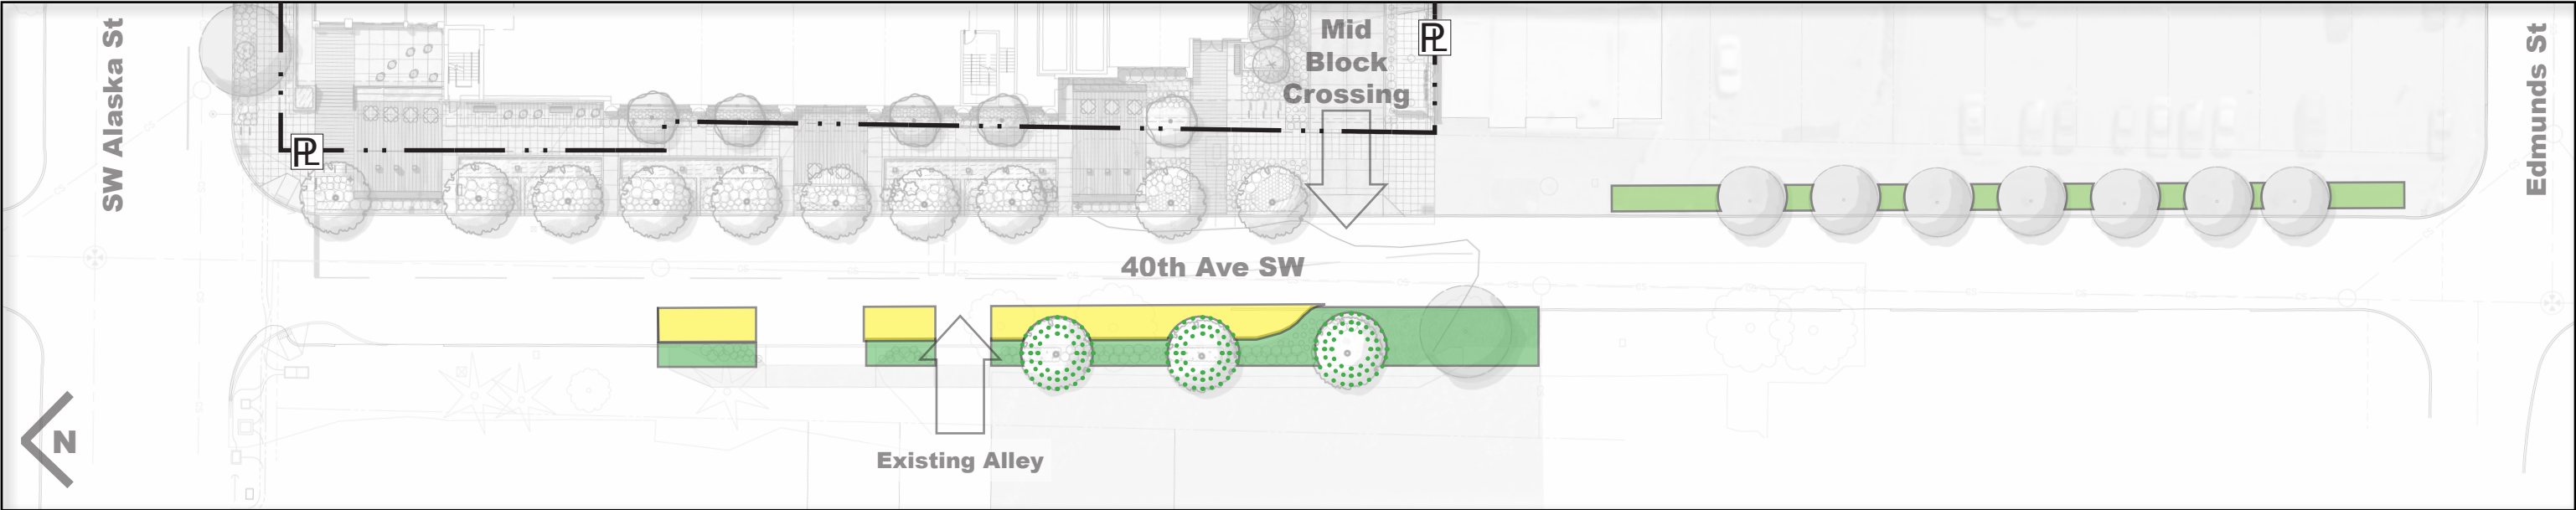 SW Alaska St
PL
Mid
Block
Crossing
PL
Edmunds St
40th Ave SW
N
Existing Alley